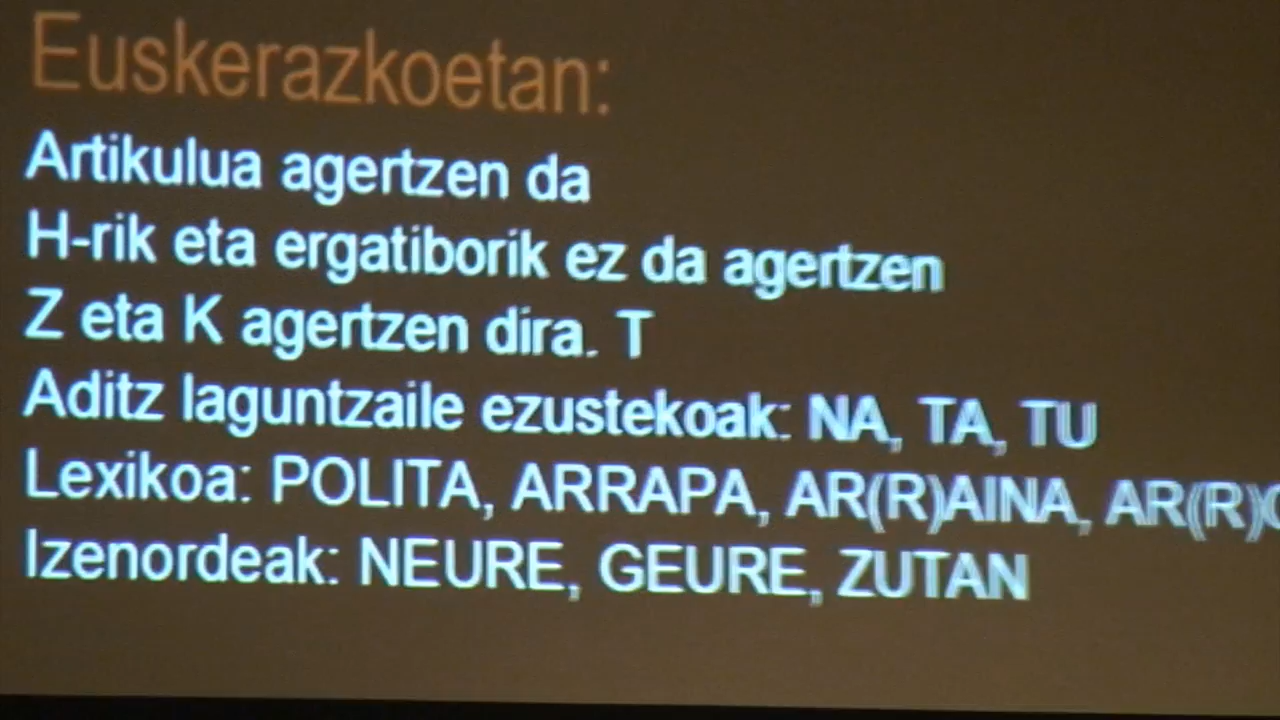 Euskerazkoetan:
Artikulua agertzen da
H-rik eta ergatiborik ez da agertzen
Z eta K agertzen dira. T
Aditz laguntzaile ezustekoak: NA, TA, TU
Lexikoa: POLITA, ARRAPA, AR(R)AINA,
Izenordeak: NEURE, GEURE, ZUTAN